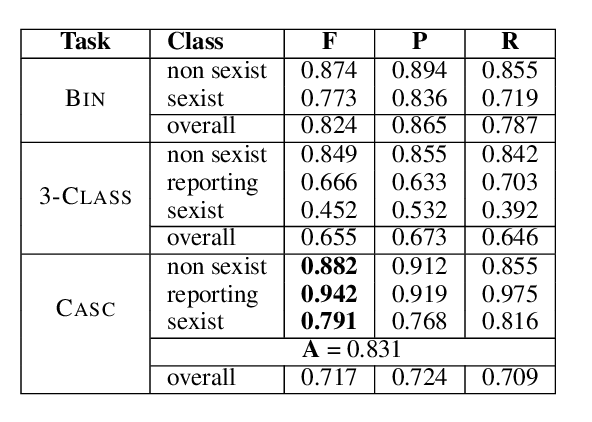 Task Class F P R
non sexist 0.874 0.894 0.855
BIN sexist 0.773 0.836 0.719
overall 0.824 0.865 0.787
non sexist 0.849 0.855 0.842
reporting 0.666 0.633 0.703
3-CLASS sexist 0.452 0.532 0.392
overall 0.655 0.673 0.646
non sexist 0.882 0.912 0.855
reporting 0.942 0.919 0.975
CASC sexist 0.791 0.768 0.816
A = 0.831
overall 0.717 0.724 0.709